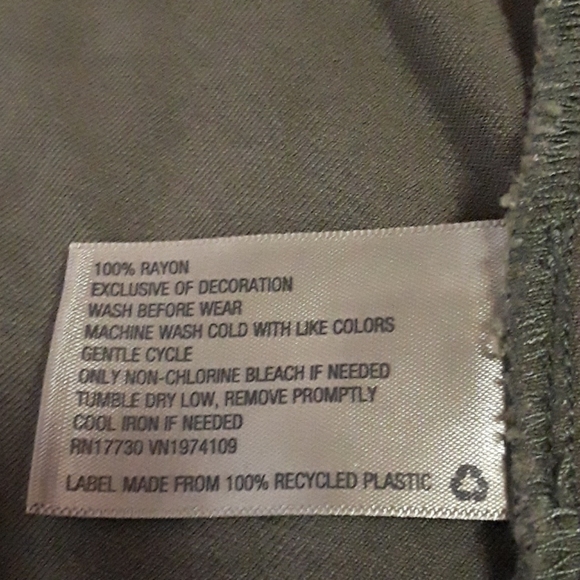 100% RAYON
EXCLUSIVE OF DECORATION
WASH BEFORE WEAR
MACHINE WASH COLD WITH LIKE COLORS
GENTLE CYCLE
ONLY NON-CHLORINE BLEACH IF NEEDED
TUMBLE DRY LOW, REMOVE PROMPTLY
COOL IRON IF NEEDED
RN17730 VN1974109
LABEL MADE FROM 100% RECYCLED PLASTIC